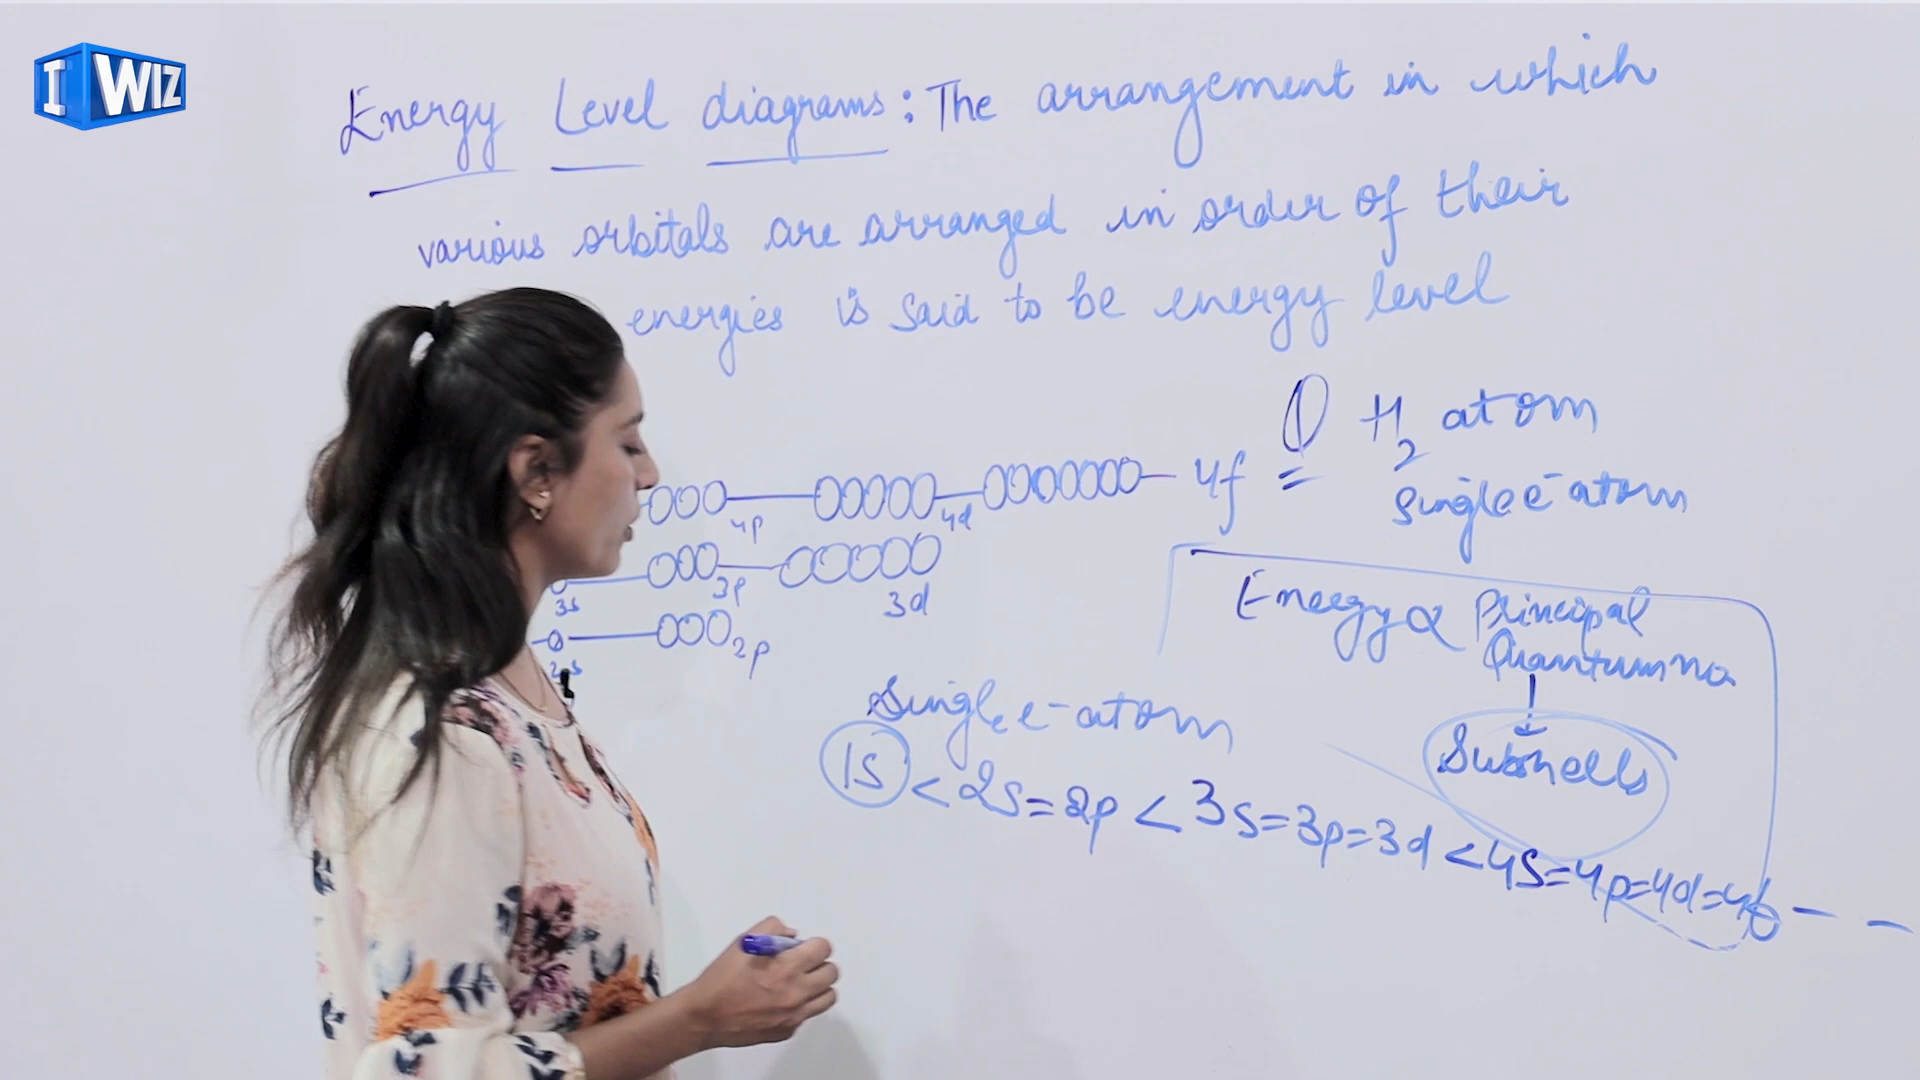 I WIZ
Energy Level diagrams : The arrangement in which
various orbitals are arranged in order of their
energies is said to be energy level
① H₂ atom
single e⁻ atom
4p 4d 4f
3s 3p 3d
2s 2p
Energy ∝ Principal
Quantum no.
↓
Subshells
Single e⁻ atom
1s < 2s = 2p < 3s = 3p = 3d < 4s = 4p = 4d = 4f - -